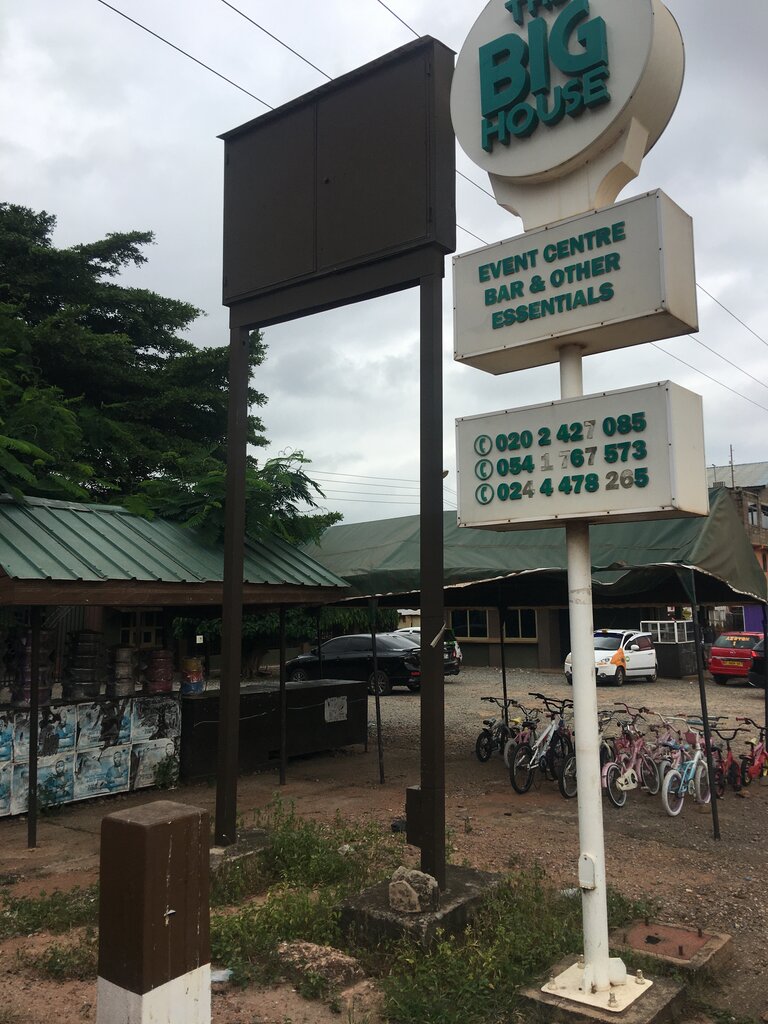 THE
BIG
HOUSE
EVENT CENTRE
BAR & OTHER
ESSENTIALS
020 2 427 085
054 1 767 573
024 4 478 265